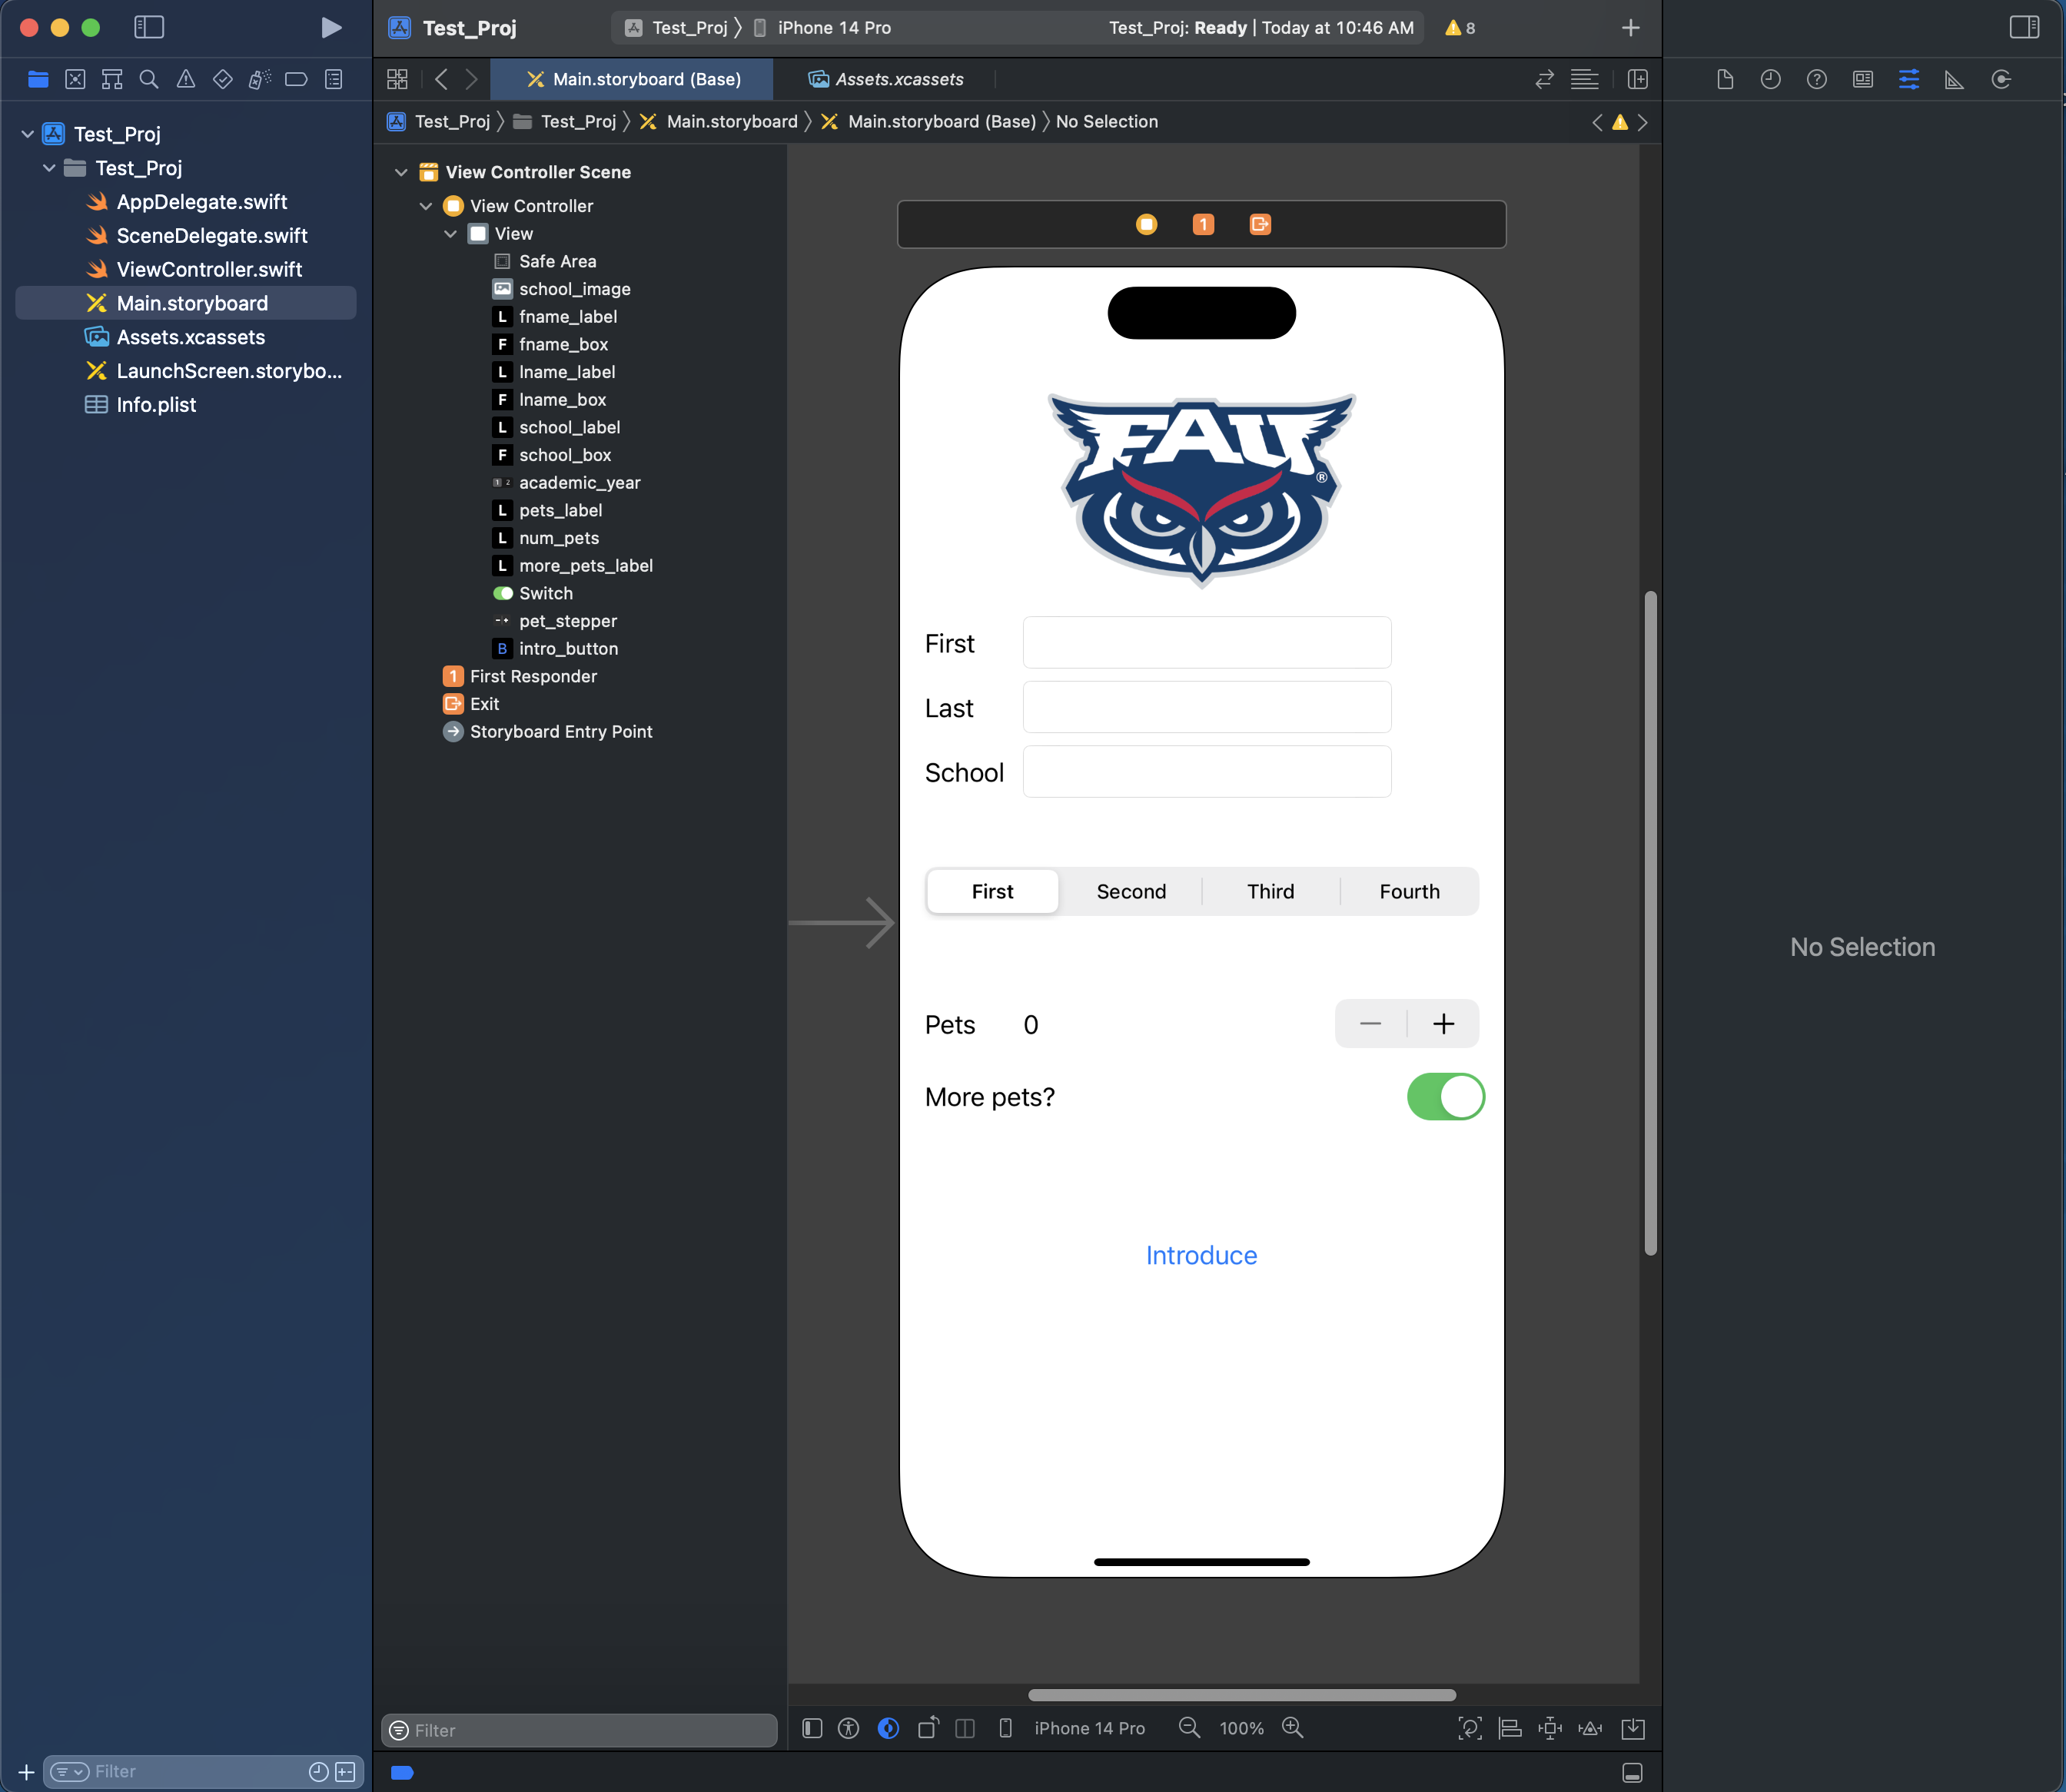 Test_Proj
Test_Proj
AppDelegate.swift
SceneDelegate.swift
ViewController.swift
Main.storyboard
Assets.xcassets
LaunchScreen.storybo...
Info.plist
Filter
Test_Proj
Test_Proj
iPhone 14 Pro
Test_Proj: Ready | Today at 10:46 AM
8
Main.storyboard (Base)
Assets.xcassets
Test_Proj
Test_Proj
Main.storyboard
Main.storyboard (Base)
No Selection
View Controller Scene
View Controller
View
Safe Area
school_image
L fname_label
F fname_box
L lname_label
F lname_box
L school_label
F school_box
1 2 academic_year
L pets_label
L num_pets
L more_pets_label
Switch
pet_stepper
B intro_button
1 First Responder
Exit
Storyboard Entry Point
Filter
1
FAU
®
First
Last
School
First Second Third Fourth
Pets 0
More pets?
Introduce
iPhone 14 Pro
100%
No Selection